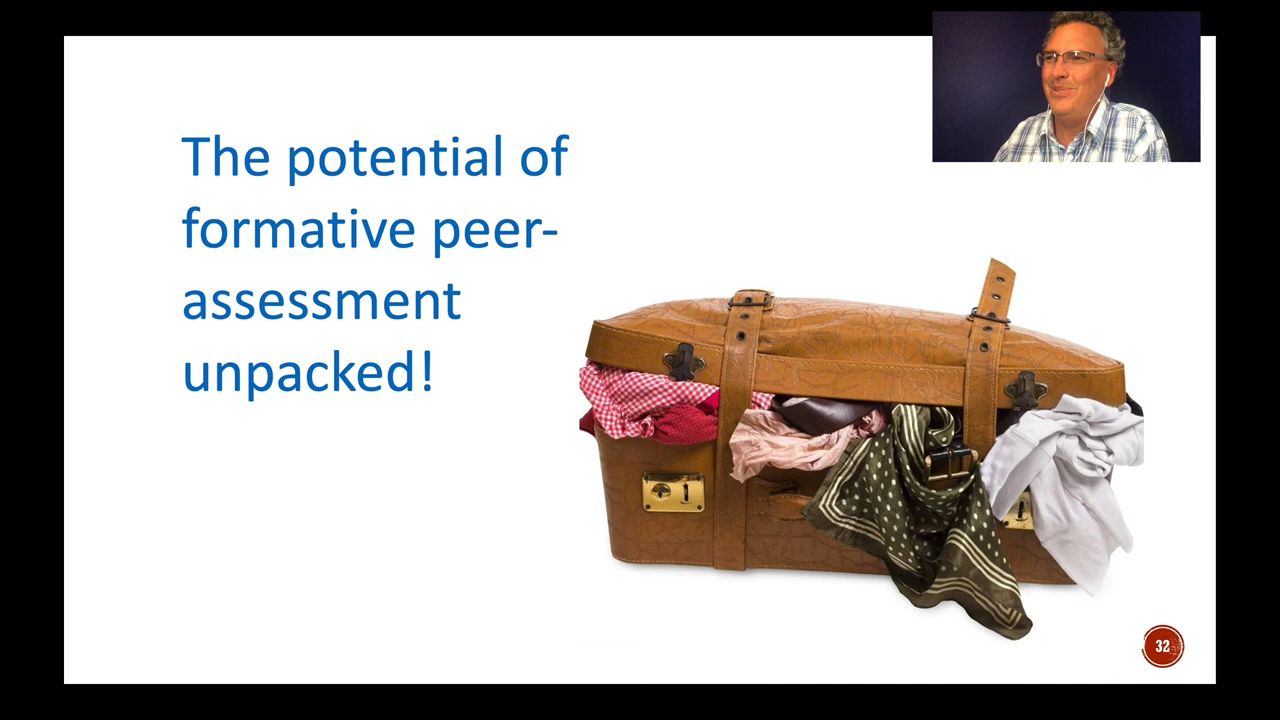 The potential of
formative peer-
assessment
unpacked!
32